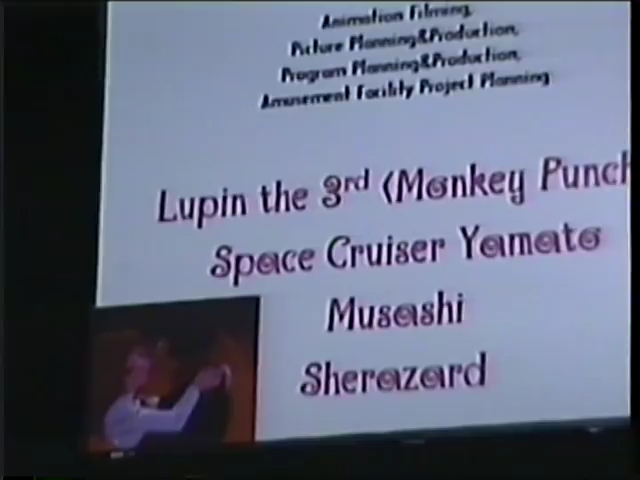 Animation Filming,
Picture Planning&Production,
Program Planning&Production,
Amusement Facility Project Planning
Lupin the 3rd (Monkey Punch
Space Cruiser Yamato
Musashi
Sherazard